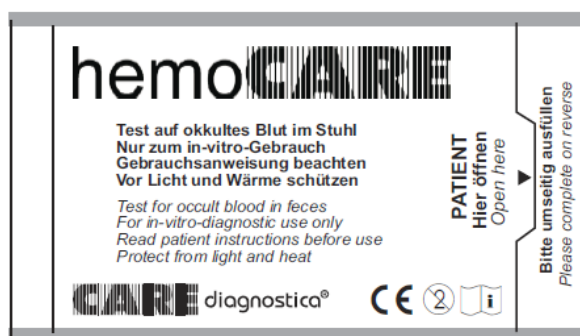 hemoCARE
Test auf okkultes Blut im Stuhl
Nur zum in-vitro-Gebrauch
Gebrauchsanweisung beachten
Vor Licht und Wärme schützen
Test for occult blood in feces
For in-vitro-diagnostic use only
Read patient instructions before use
Protect from light and heat
CARE diagnostica®
CE 2 i
PATIENT
Hier öffnen
Open here
Bitte umseitig ausfüllen
Please complete on reverse